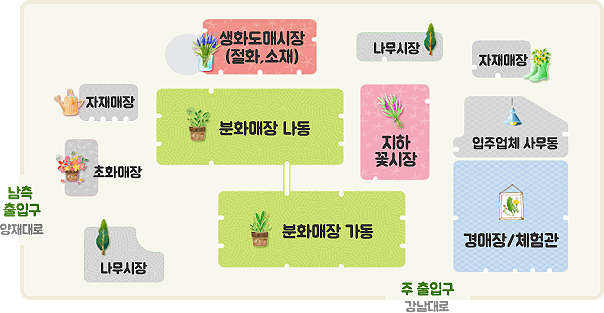 생화도매시장
(절화,소재)
나무시장
자재매장
자재매장
분화매장 나동
지하
꽃시장
입주업체 사무동
초화매장
남측
출입구
양재대로
분화매장 가동
경매장/체험관
나무시장
주 출입구
강남대로